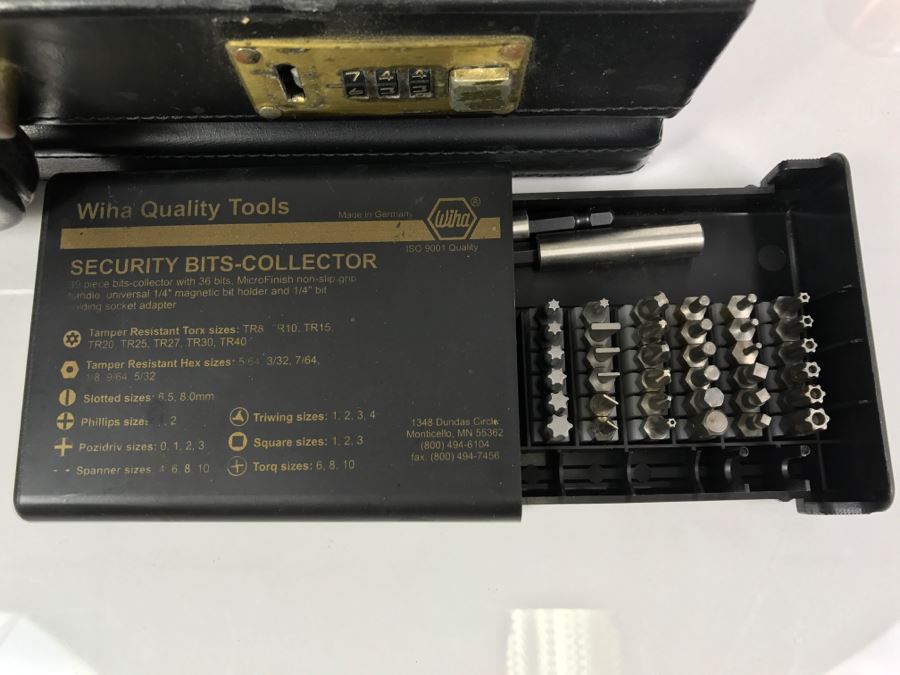 7 4 4
Wiha Quality Tools
Made in Germany
Wiha ®
ISO 9001 Quality
SECURITY BITS-COLLECTOR
39 piece bits-collector with 36 bits, MicroFinish non-slip grip
handle, universal 1/4" magnetic bit holder and 1/4" bit
holding socket adapter
Tamper Resistant Torx sizes: TR8 TR10, TR15,
TR20, TR25, TR27, TR30, TR40
Tamper Resistant Hex sizes: 5/64, 3/32, 7/64,
1/8, 9/64, 5/32
Slotted sizes: 6.5, 8.0mm
Phillips sizes: 2
Pozidriv sizes: 0, 1, 2, 3
Spanner sizes 4, 6, 8, 10
Triwing sizes: 1, 2, 3, 4
Square sizes: 1, 2, 3
Torq sizes: 6, 8, 10
1348 Dundas Circle
Monticello, MN 55362
(800) 494-6104
fax. (800) 494-7456